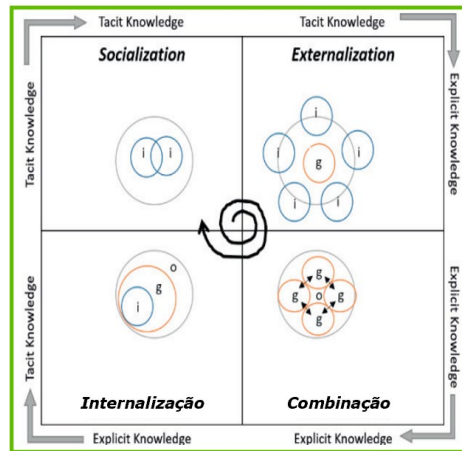 Tacit Knowledge
Tacit Knowledge
Tacit Knowledge
Explicit Knowledge
Socialization
Externalization
i
i
i
i
i
g
i
i
o
g
i
g
g
o
g
g
Tacit Knowledge
Explicit Knowledge
Internalização
Combinação
Explicit Knowledge
Explicit Knowledge